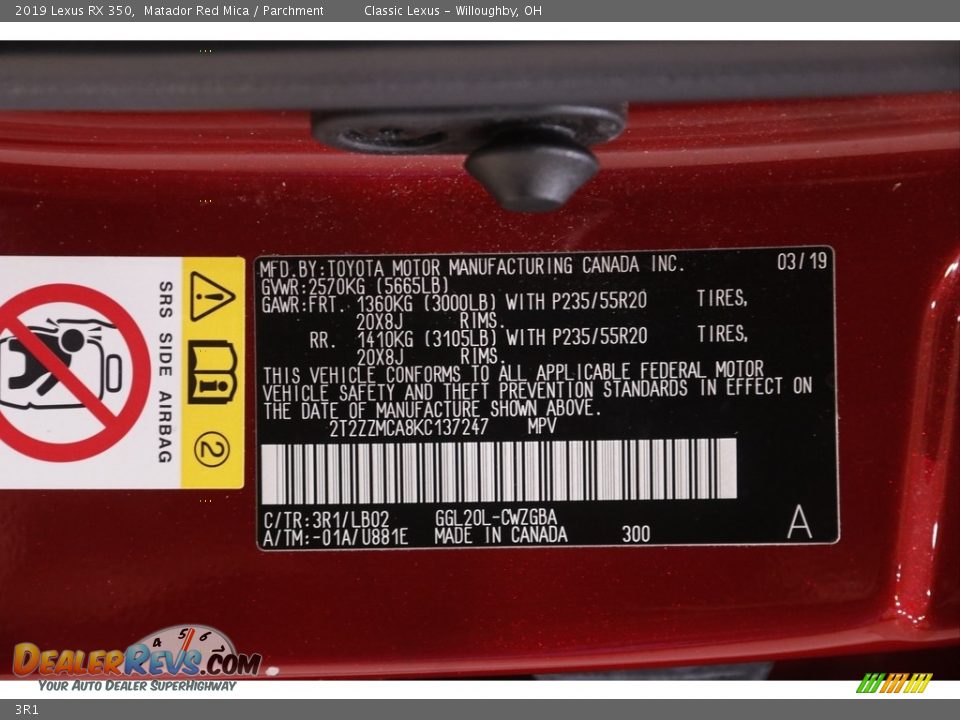 2019 Lexus RX 350, Matador Red Mica / Parchment Classic Lexus - Willoughby, OH
MFD.BY:TOYOTA MOTOR MANUFACTURING CANADA INC. 03/19
GVWR:2570KG (5665LB)
GAWR:FRT. 1360KG (3000LB) WITH P235/55R20 TIRES,
20X8J RIMS.
RR. 1410KG (3105LB) WITH P235/55R20 TIRES,
20X8J RIMS.
THIS VEHICLE CONFORMS TO ALL APPLICABLE FEDERAL MOTOR
VEHICLE SAFETY AND THEFT PREVENTION STANDARDS IN EFFECT ON
THE DATE OF MANUFACTURE SHOWN ABOVE.
2T2ZZMCA8KC137247 MPV
C/TR:3R1/LB02 GGL20L-CWZGBA
A/TM:-01A/U881E MADE IN CANADA 300
A
SRS SIDE AIRBAG
2
4 5 6
DEALERREVS.COM
YOUR AUTO DEALER SUPERHIGHWAY
3R1